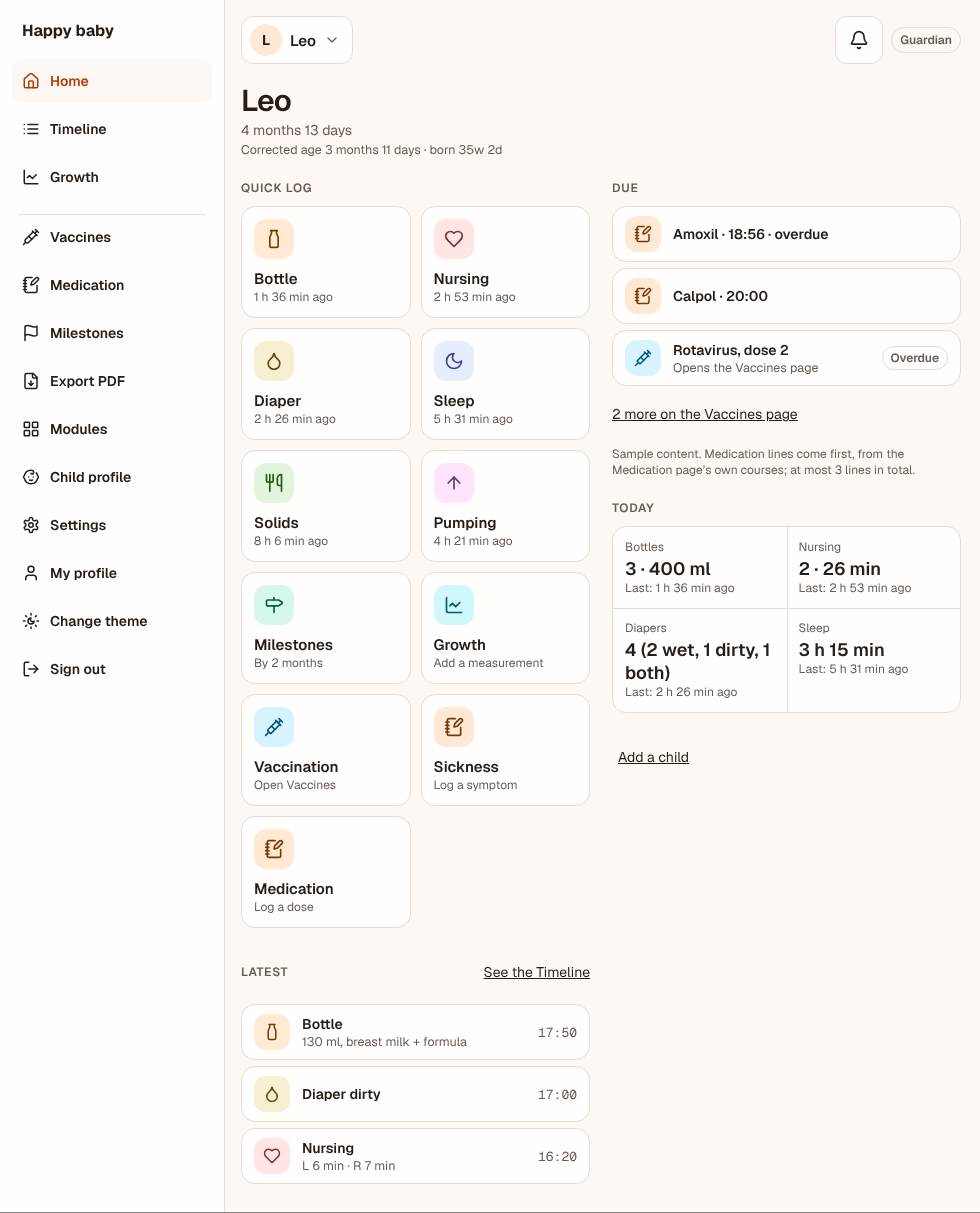 Happy baby
Home
Timeline
Growth
Vaccines
Medication
Milestones
Export PDF
Modules
Child profile
Settings
My profile
Change theme
Sign out
L Leo
Guardian
Leo
4 months 13 days
Corrected age 3 months 11 days · born 35w 2d
QUICK LOG
Bottle
1 h 36 min ago
Nursing
2 h 53 min ago
Diaper
2 h 26 min ago
Sleep
5 h 31 min ago
Solids
8 h 6 min ago
Pumping
4 h 21 min ago
Milestones
By 2 months
Growth
Add a measurement
Vaccination
Open Vaccines
Sickness
Log a symptom
Medication
Log a dose
LATEST
See the Timeline
Bottle
130 ml, breast milk + formula
17:50
Diaper dirty
17:00
Nursing
L 6 min · R 7 min
16:20
DUE
Amoxil · 18:56 · overdue
Calpol · 20:00
Rotavirus, dose 2
Opens the Vaccines page
Overdue
2 more on the Vaccines page
Sample content. Medication lines come first, from the
Medication page's own courses; at most 3 lines in total.
TODAY
Bottles
3 · 400 ml
Last: 1 h 36 min ago
Nursing
2 · 26 min
Last: 2 h 53 min ago
Diapers
4 (2 wet, 1 dirty, 1
both)
Last: 2 h 26 min ago
Sleep
3 h 15 min
Last: 5 h 31 min ago
Add a child